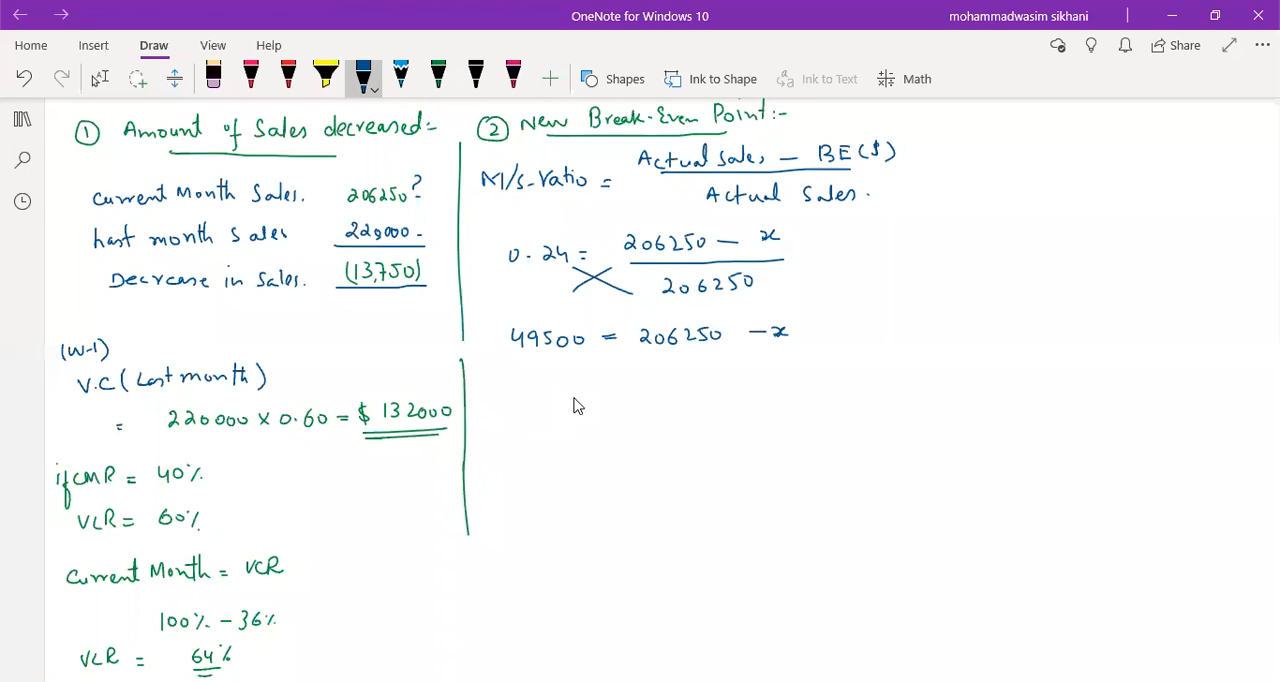 OneNote for Windows 10
mohammadwasim sikhani
Home Insert Draw View Help
Share
Shapes Ink to Shape Ink to Text Math
① Amount of Sales decreased:-
Current Month Sales. 206250?
Last month Sales 220000 -
Decrease in Sales. (13,750)
(W-1)
V.C (Last month)
= 220000 X 0.60 = $ 132000
if CMR = 40%
VCR = 60%
Current Month = VCR
100% - 36%
VCR = 64%
② New Break-Even Point:-
M/S-Ratio = Actual Sales - BE($)
Actual Sales.
0.24 = 206250 - x
206250
49500 = 206250 - x